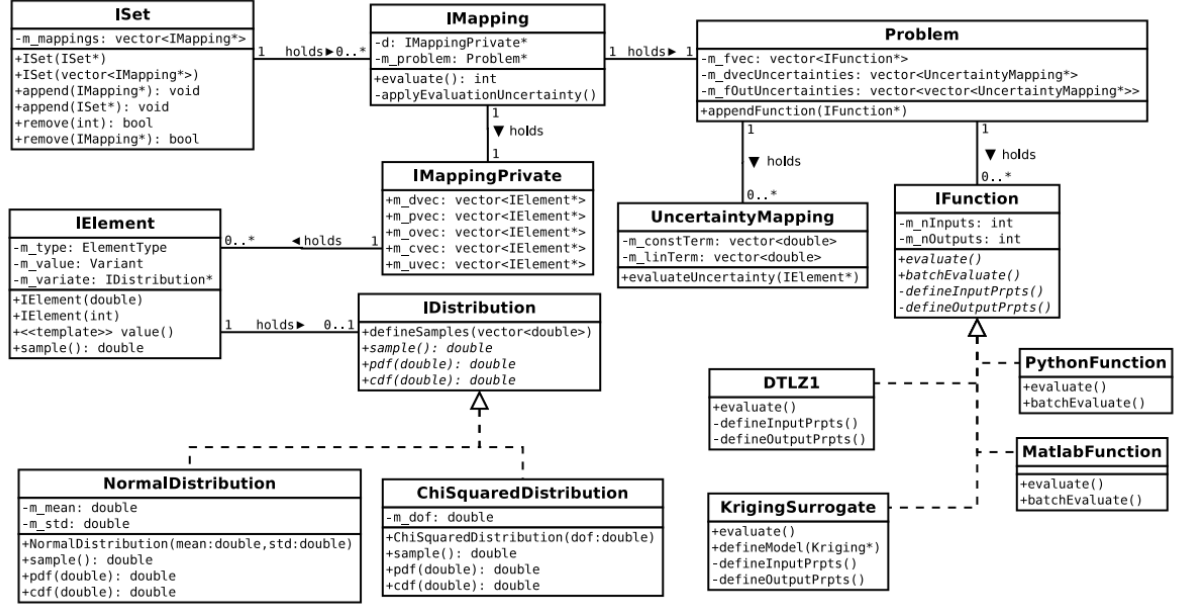 ISet
-m_mappings: vector<IMapping*>
+ISet(ISet*)
+ISet(vector<IMapping*>)
+append(IMapping*): void
+append(ISet*): void
+remove(int): bool
+remove(IMapping*): bool
1 holds► 0..*
IMapping
-d: IMappingPrivate*
-m_problem: Problem*
+evaluate(): int
-applyEvaluationUncertainty()
1 holds► 1
Problem
-m_fvec: vector<IFunction*>
-m_dvecUncertainties: vector<UncertaintyMapping*>
-m_fOutUncertainties: vector<vector<UncertaintyMapping*>>
+appendFunction(IFunction*)
1
▼ holds
1
IMappingPrivate
+m_dvec: vector<IElement*>
+m_pvec: vector<IElement*>
+m_ovec: vector<IElement*>
+m_cvec: vector<IElement*>
+m_uvec: vector<IElement*>
1
▼ holds
0..*
UncertaintyMapping
-m_constTerm: vector<double>
-m_linTerm: vector<double>
+evaluateUncertainty(IElement*)
1
▼ holds
0..*
IFunction
-m_nInputs: int
-m_nOutputs: int
+evaluate()
+batchEvaluate()
-defineInputPrpts()
-defineOutputPrpts()
IElement
-m_type: ElementType
-m_value: Variant
-m_variate: IDistribution*
+IElement(double)
+IElement(int)
+<<template>> value()
+sample(): double
0..* ◄holds 1
1 holds► 0..1
IDistribution
+defineSamples(vector<double>)
+sample(): double
+pdf(double): double
+cdf(double): double
DTLZ1
+evaluate()
-defineInputPrpts()
-defineOutputPrpts()
PythonFunction
+evaluate()
+batchEvaluate()
MatlabFunction
+evaluate()
+batchEvaluate()
NormalDistribution
-m_mean: double
-m_std: double
+NormalDistribution(mean:double,std:double)
+sample(): double
+pdf(double): double
+cdf(double): double
ChiSquaredDistribution
-m_dof: double
+ChiSquaredDistribution(dof:double)
+sample(): double
+pdf(double): double
+cdf(double): double
KrigingSurrogate
+evaluate()
+defineModel(Kriging*)
-defineInputPrpts()
-defineOutputPrpts()